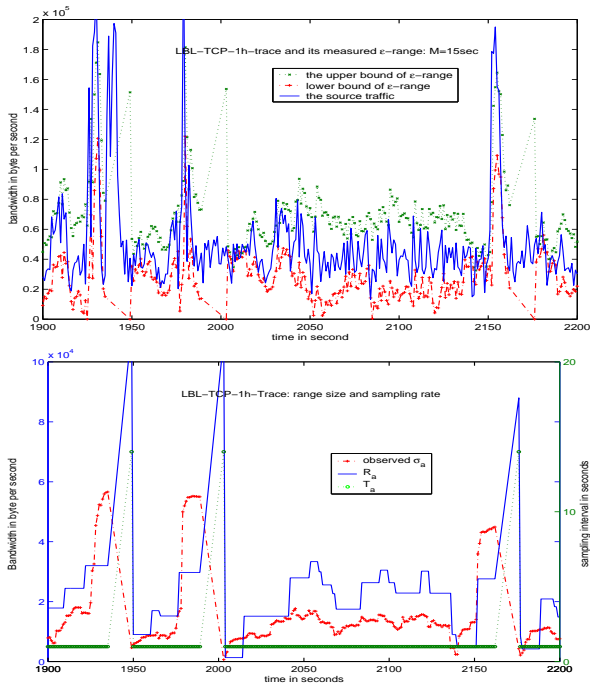 x 10^5
2
1.8
1.6
1.4
1.2
1
0.8
0.6
0.4
0.2
0
bandwidth in byte per second
LBL-TCP-1h-trace and its measured ε-range: M=15sec
the upper bound of ε-range
lower bound of ε-range
the source traffic
1900 1950 2000 2050 2100 2150 2200
time in second
10 x 10^4
8
6
4
2
0
Bandwidth in byte per second
LBL-TCP-1h-Trace: range size and sampling rate
observed σ_a
R_a
T_a
20
10
0
sampling interval in seconds
1900 1950 2000 2050 2100 2150 2200
time in seconds